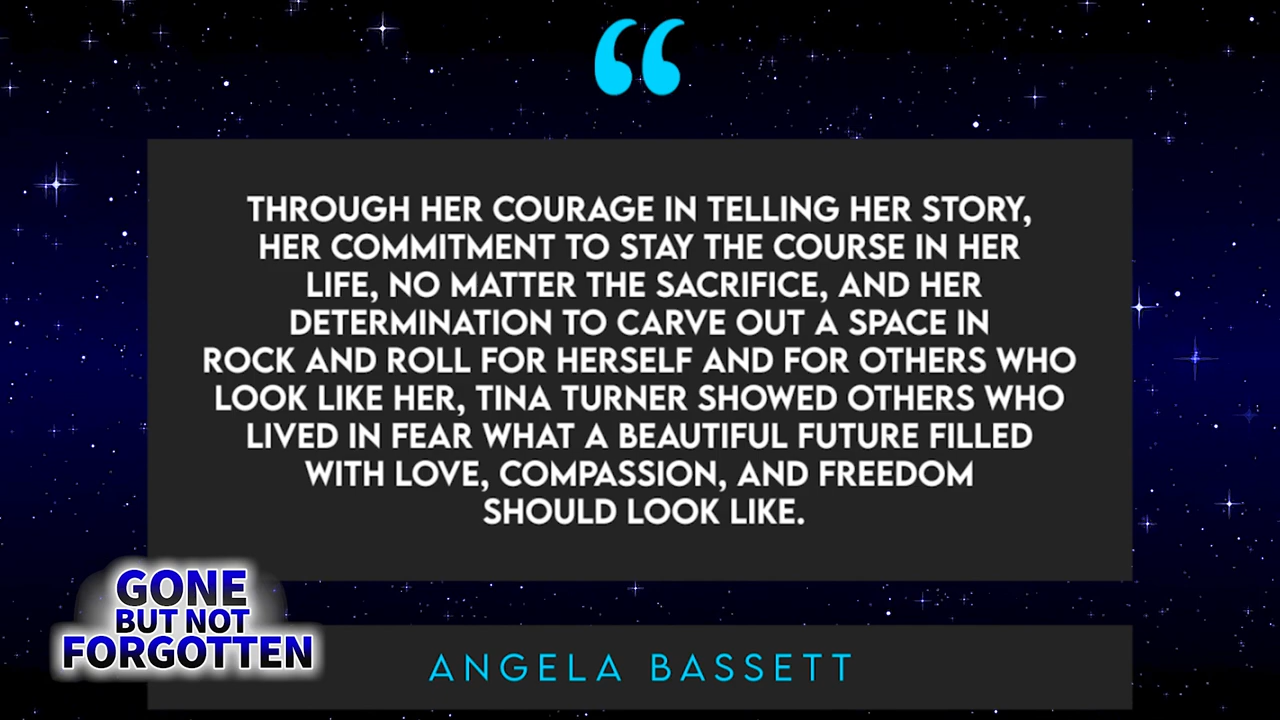 “
THROUGH HER COURAGE IN TELLING HER STORY,
HER COMMITMENT TO STAY THE COURSE IN HER
LIFE, NO MATTER THE SACRIFICE, AND HER
DETERMINATION TO CARVE OUT A SPACE IN
ROCK AND ROLL FOR HERSELF AND FOR OTHERS WHO
LOOK LIKE HER, TINA TURNER SHOWED OTHERS WHO
LIVED IN FEAR WHAT A BEAUTIFUL FUTURE FILLED
WITH LOVE, COMPASSION, AND FREEDOM
SHOULD LOOK LIKE.
GONE
BUT NOT
FORGOTTEN
ANGELA BASSETT